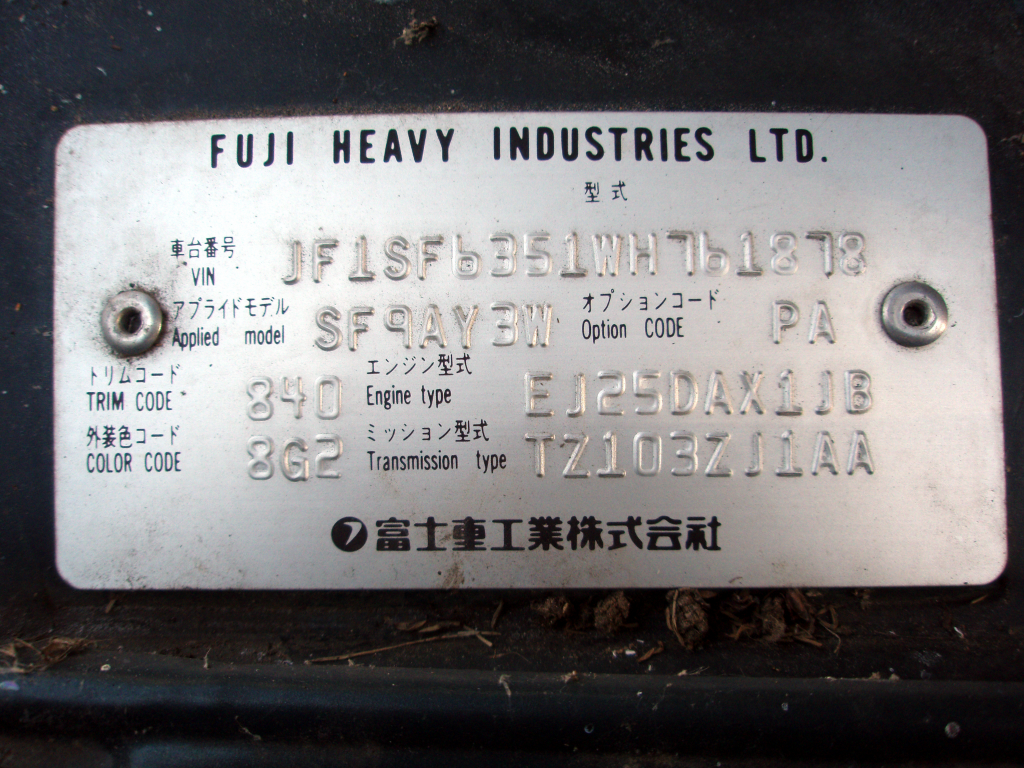 FUJI HEAVY INDUSTRIES LTD.
型式
車台番号
VIN JF1SF6351WH761878
アプライドモデル オプションコード
Applied model SF9AY3W Option CODE PA
トリムコード エンジン型式
TRIM CODE 840 Engine type EJ25DAX1JB
外装色コード ミッション型式
COLOR CODE 8G2 Transmission type TZ103ZJ1AA
フ富士重工業株式会社